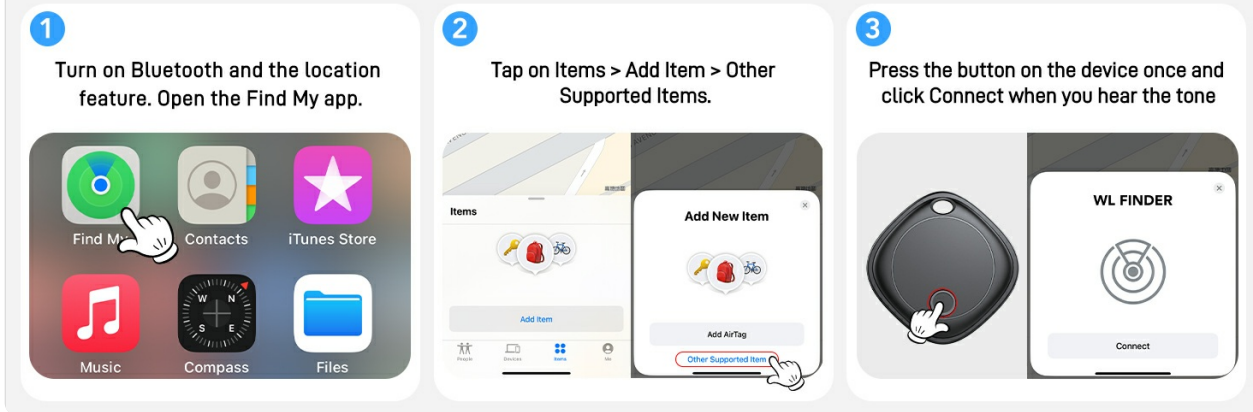 1
Turn on Bluetooth and the location
feature. Open the Find My app.
Find My
Contacts
iTunes Store
W N
S E
Music
Compass
Files
2
Tap on Items > Add Item > Other
Supported Items.
Items
Add Item
People
Devices
Items
Me
Add New Item
Add AirTag
Other Supported Item
3
Press the button on the device once and
click Connect when you hear the tone
WL FINDER
Connect